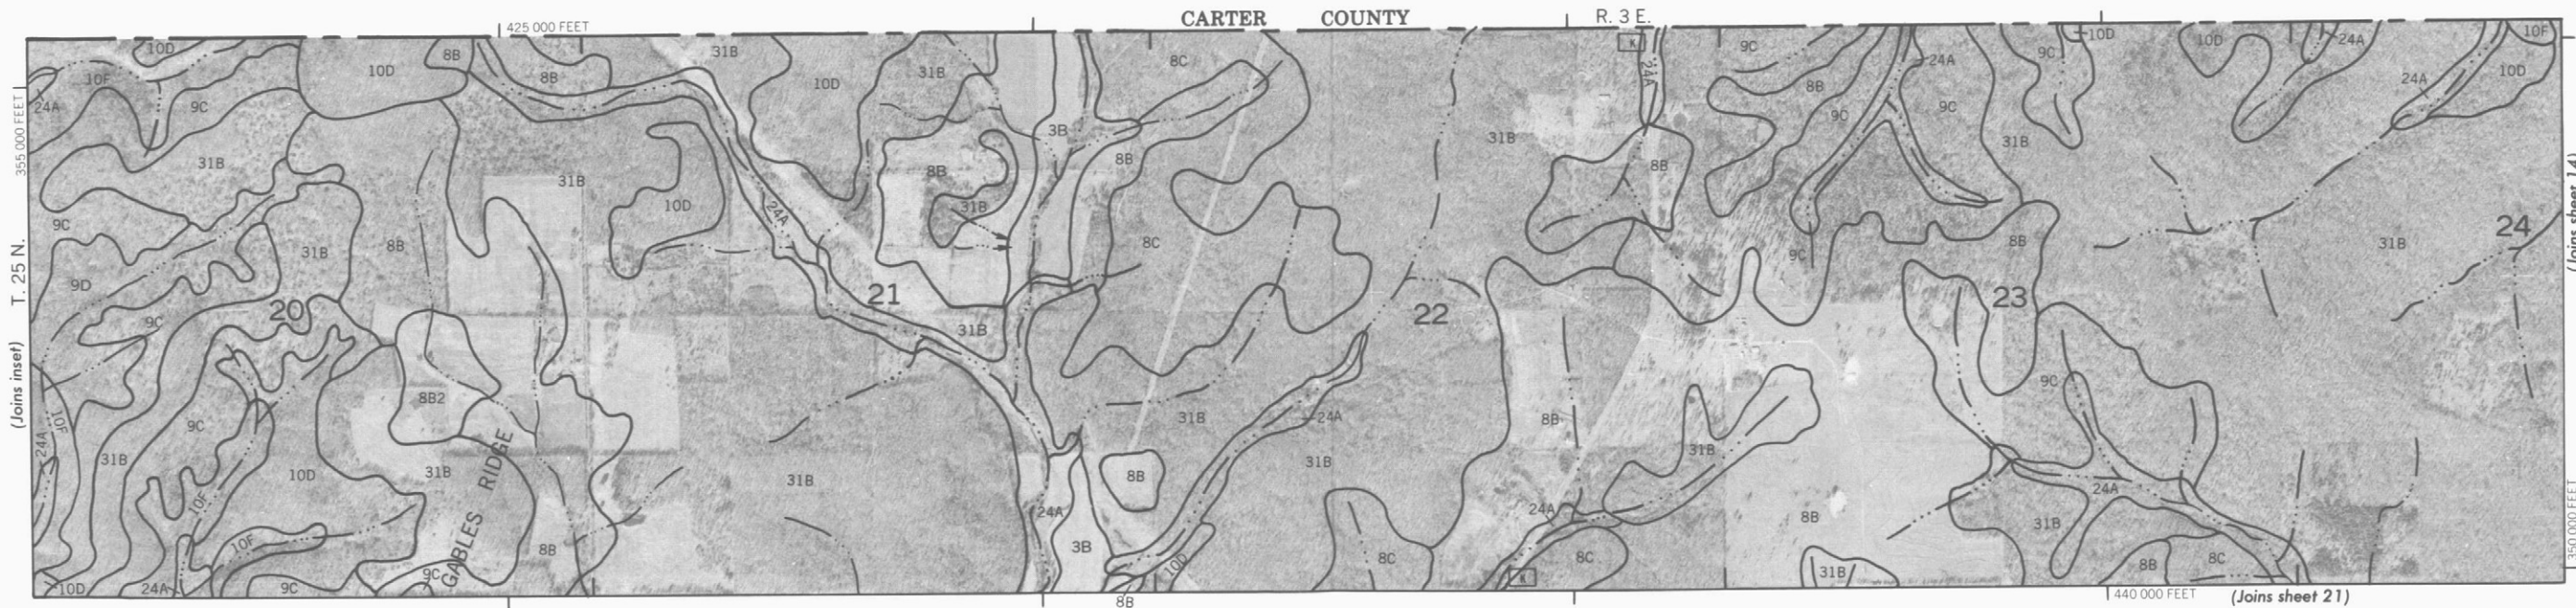 CARTER COUNTY
R. 3 E.
425 000 FEET
355 000 FEET
T. 25 N.
(Joins inset)
(Joins sheet 14)
350 000 FEET
440 000 FEET
(Joins sheet 21)
GABLES RIDGE
20
21
22
23
24
10D
8B
31B
8C
K
9C
10D
24A
10D
10F
10F
10D
8B
10D
31B
8B
24A
24A
10D
24A
9C
3B
31B
24A
8B
9C
9C
31B
31B
8B
8B
8B
31B
9C
10D
24A
31B
31B
8B
8C
9C
8B
31B
9D
9C
31B
9C
8B2
31B
24A
8B
9C
10F
9C
24A
31B
10D
31B
31B
8B
31B
31B
24A
10F
10F
24A
3B
24A
8B
31B
8B
10D
8C
8C
31B
8B
8C
10D
24A
9C
9C
K
8B